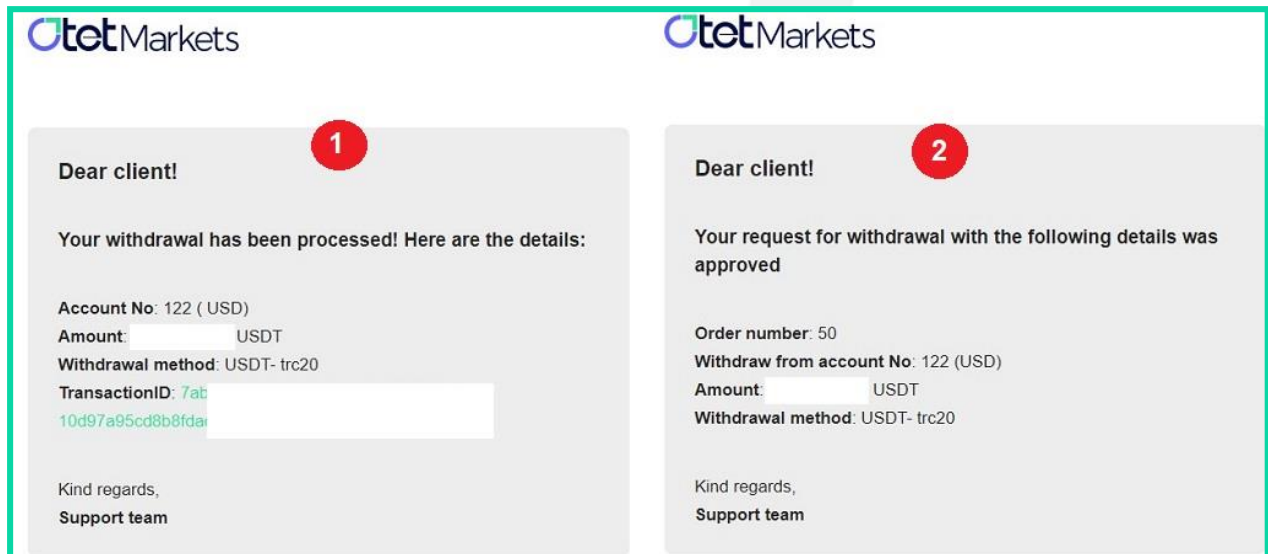 OtetMarkets
1
Dear client!
Your withdrawal has been processed! Here are the details:
Account No: 122 ( USD)
Amount: USDT
Withdrawal method: USDT- trc20
TransactionID: 7ab
10d97a95cd8b8fda
Kind regards,
Support team
OtetMarkets
2
Dear client!
Your request for withdrawal with the following details was
approved
Order number: 50
Withdraw from account No: 122 (USD)
Amount: USDT
Withdrawal method: USDT- trc20
Kind regards,
Support team